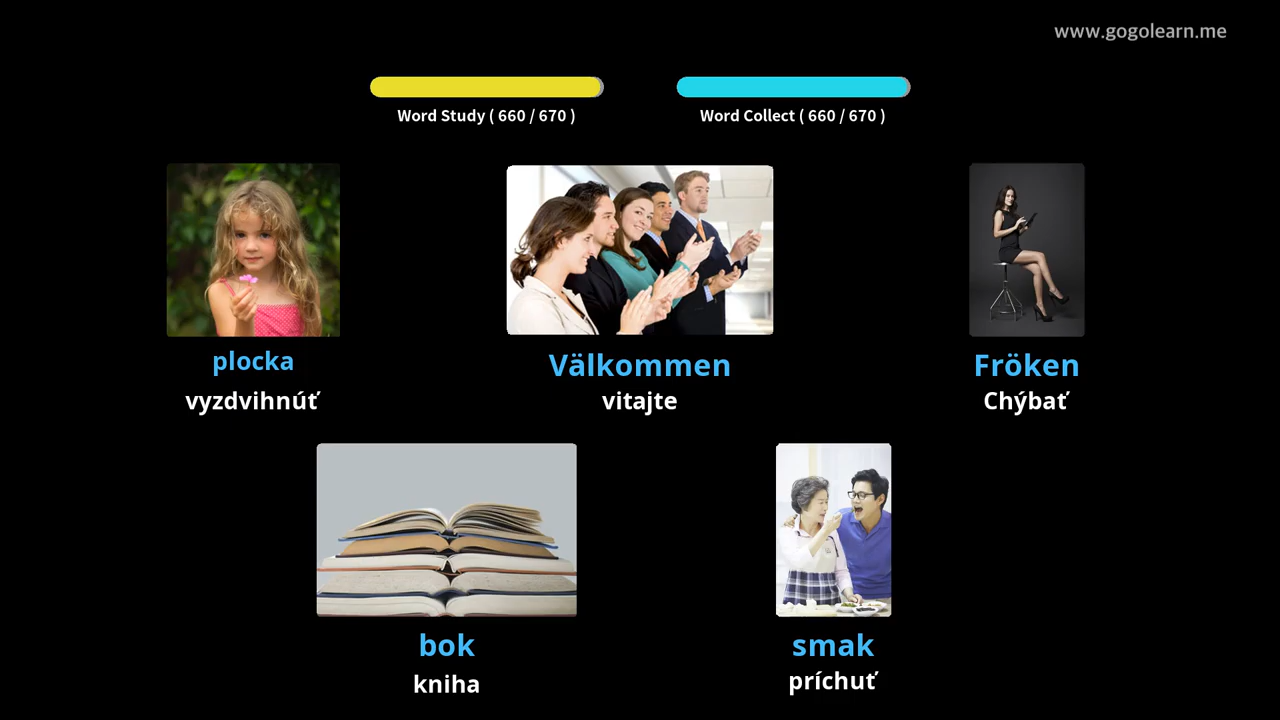 www.gogolearn.me
Word Study ( 660 / 670 )
Word Collect ( 660 / 670 )
plocka
vyzdvihnúť
Välkommen
vitajte
Fröken
Chýbať
bok
kniha
smak
príchuť